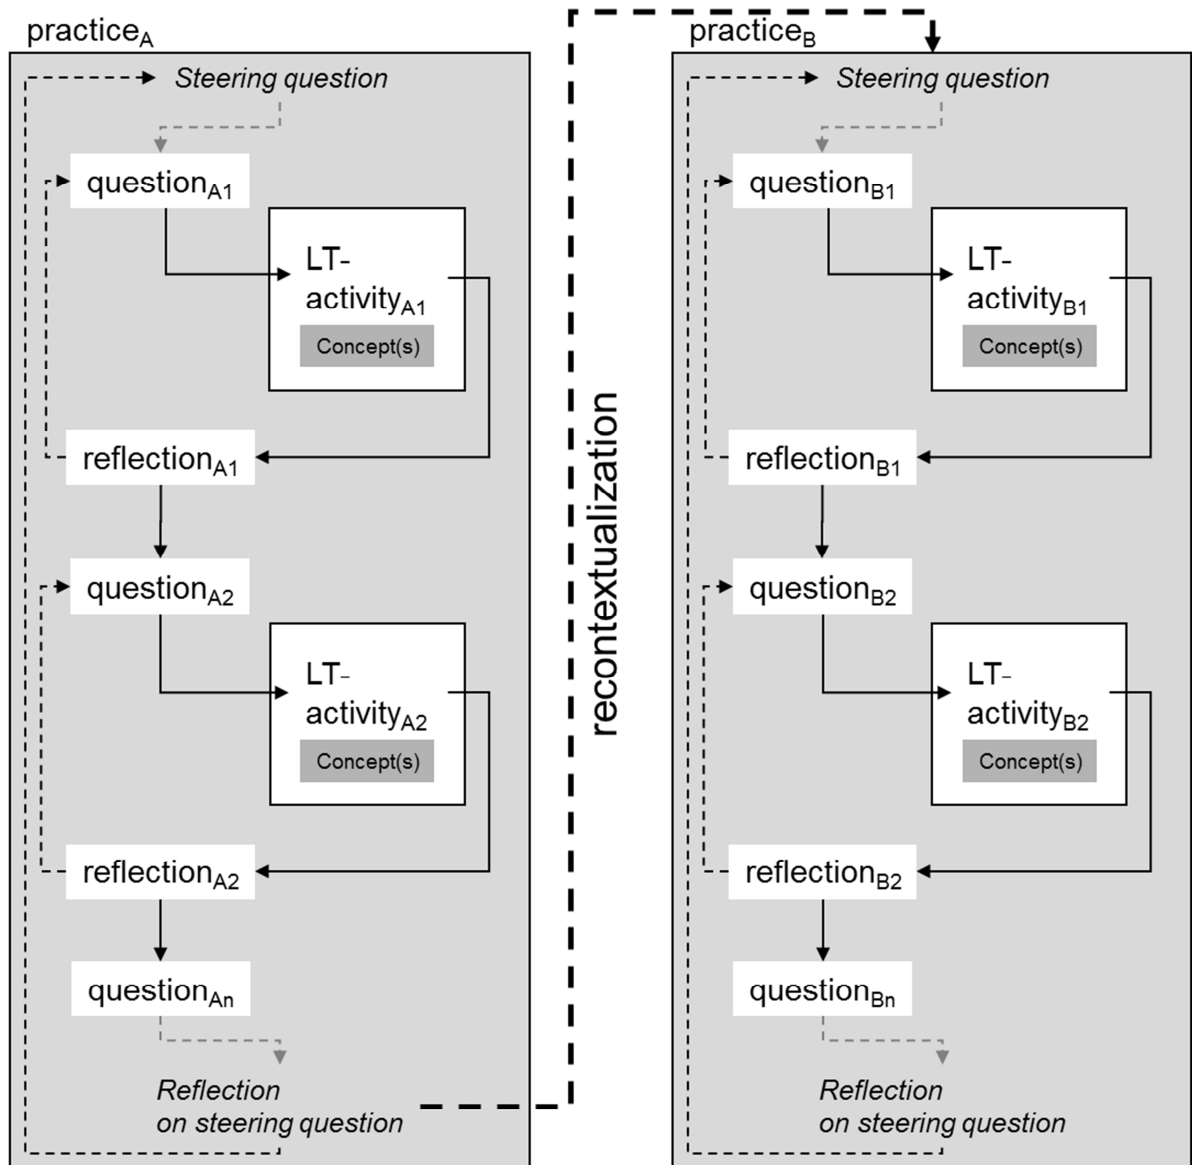 practiceA
Steering question
questionA1
LT-
activityA1
Concept(s)
reflectionA1
questionA2
LT-
activityA2
Concept(s)
reflectionA2
questionAn
Reflection
on steering question
recontextualization
practiceB
Steering question
questionB1
LT-
activityB1
Concept(s)
reflectionB1
questionB2
LT-
activityB2
Concept(s)
reflectionB2
questionBn
Reflection
on steering question